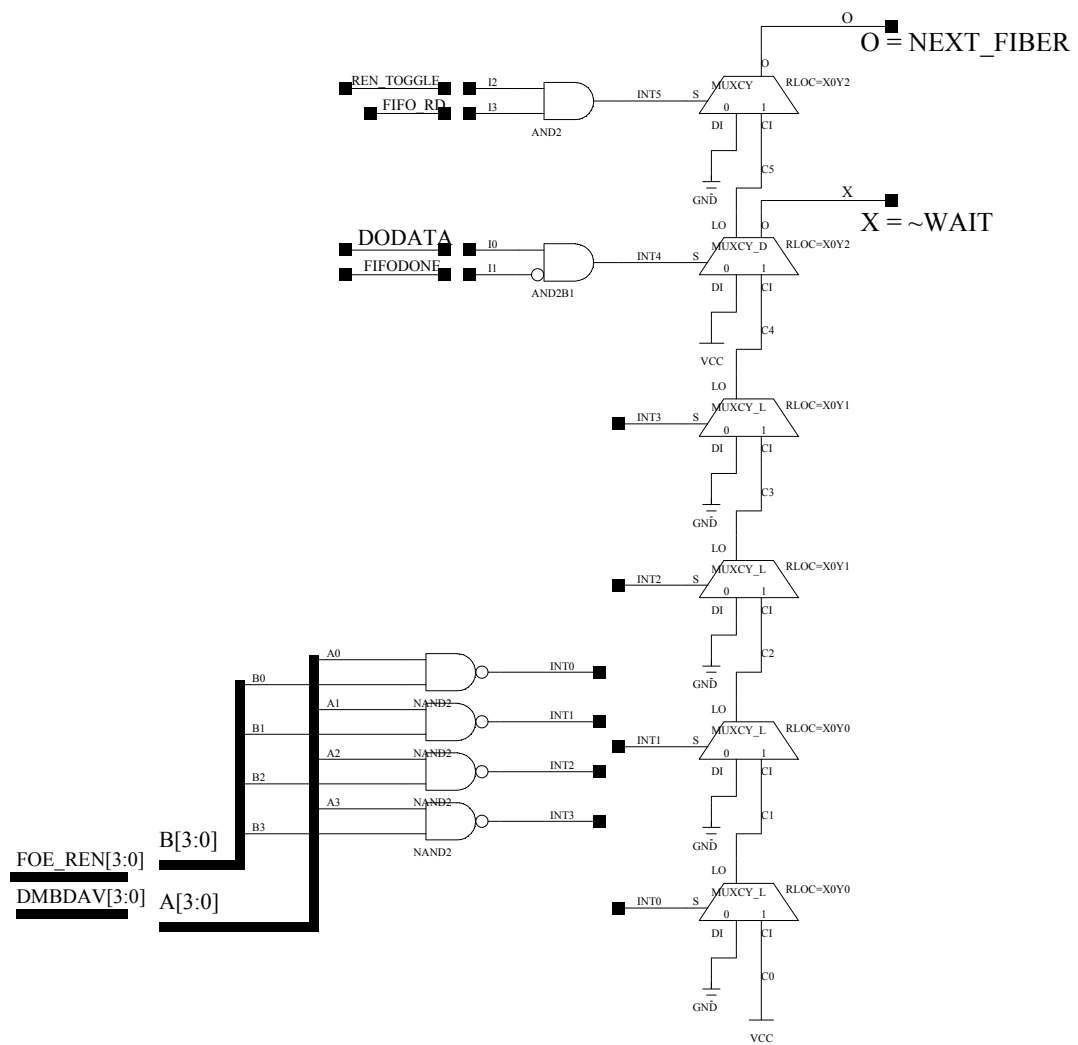 O
O = NEXT_FIBER
O
REN_TOGGLE I2
MUXCY RLOC=X0Y2
INT5 S
FIFO_RD I3
0 1
DI CI
AND2
C5
GND
X
LO O
X = ~WAIT
DODATA I0
MUXCY_D RLOC=X0Y2
INT4 S
FIFODONE I1
0 1
DI CI
AND2B1
C4
VCC
LO
MUXCY_L RLOC=X0Y1
INT3 S
0 1
DI CI
C3
GND
LO
MUXCY_L RLOC=X0Y1
INT2 S
0 1
DI CI
A0
C2
INT0
GND
B0
A1 NAND2
LO
INT1
MUXCY_L RLOC=X0Y0
B1
INT1 S
A2 NAND2
0 1
DI CI
INT2
B2
A3 NAND2
C1
INT3
B3
B[3:0]
GND
NAND2
FOE_REN[3:0]
LO
DMBDAV[3:0]
MUXCY_L RLOC=X0Y0
A[3:0]
INT0 S
0 1
DI CI
C0
GND
VCC